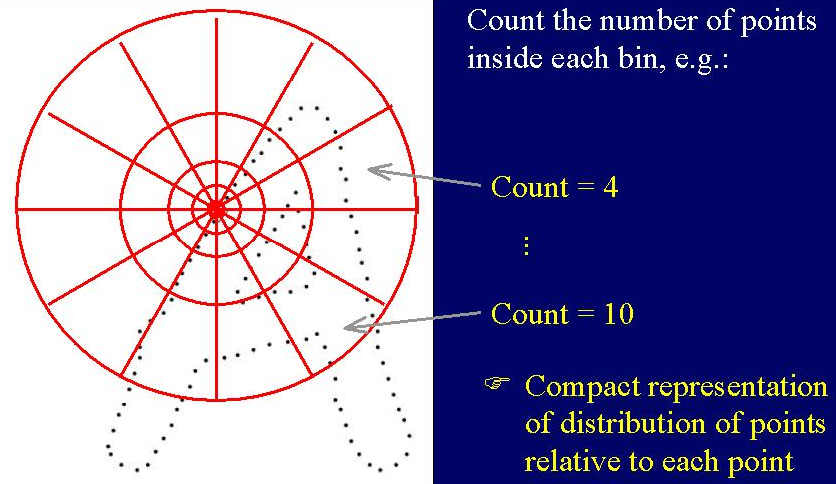 Count the number of points
inside each bin, e.g.:
Count = 4
⋮
Count = 10
☞ Compact representation
of distribution of points
relative to each point